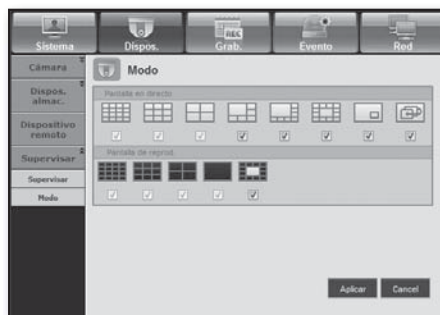 Sistema
Dispos.
Grab.
Evento
Red
REC
Cámara
Dispos.
almac.
Dispositivo
remoto
Supervisar
Supervisar
Modo
Modo
Pantalla en directo
Pantalla de reprod.
Aplicar
Cancel